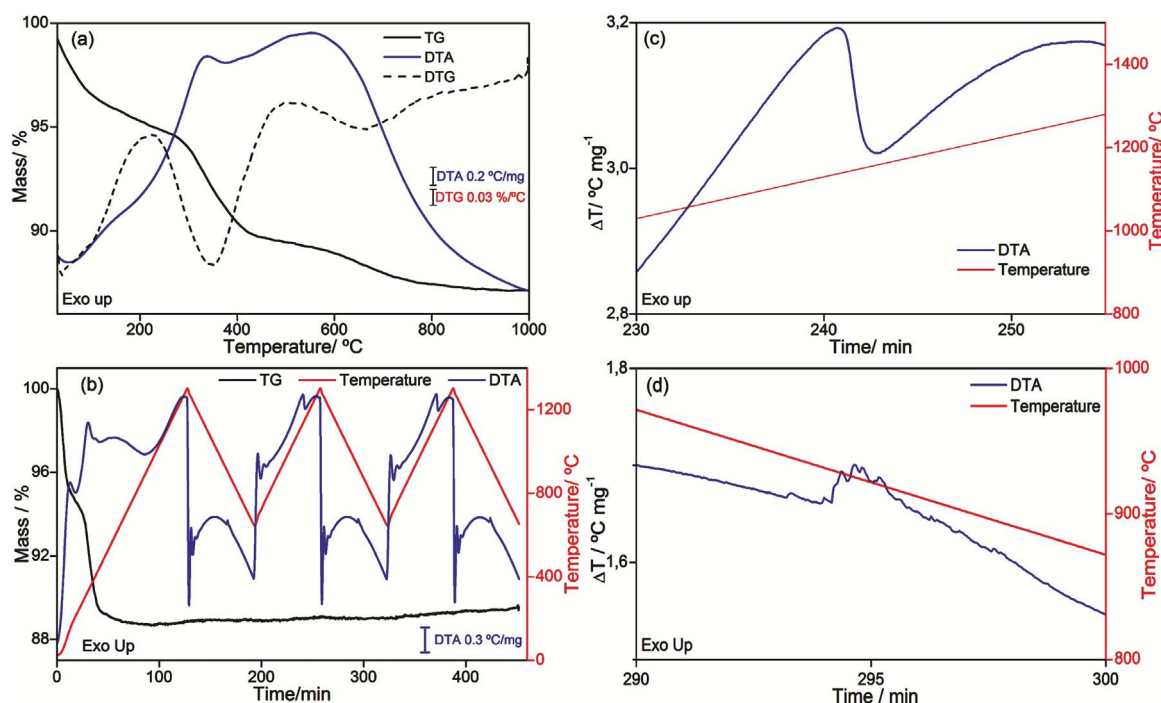 (a)
TG
DTA
DTG
100
95
90
Mass/ %
DTA 0.2 ºC/mg
DTG 0.03 %/ºC
Exo up
200
400
600
800
1000
Temperature/ ºC
(c)
3,2
3,0
2,8
ΔT/ ºC mg-1
1400
1200
1000
800
Temperature/ ºC
DTA
Temperature
Exo up
230
240
250
Time/ min
(b)
TG
Temperature
DTA
100
96
92
88
Mass / %
1200
800
400
0
Temperature/ ºC
Exo Up
DTA 0.3 ºC/mg
0
100
200
300
400
Time/min
(d)
1,8
1,6
ΔT / ºC mg-1
1000
900
800
Temperature/ ºC
DTA
Temperature
Exo Up
290
295
300
Time / min